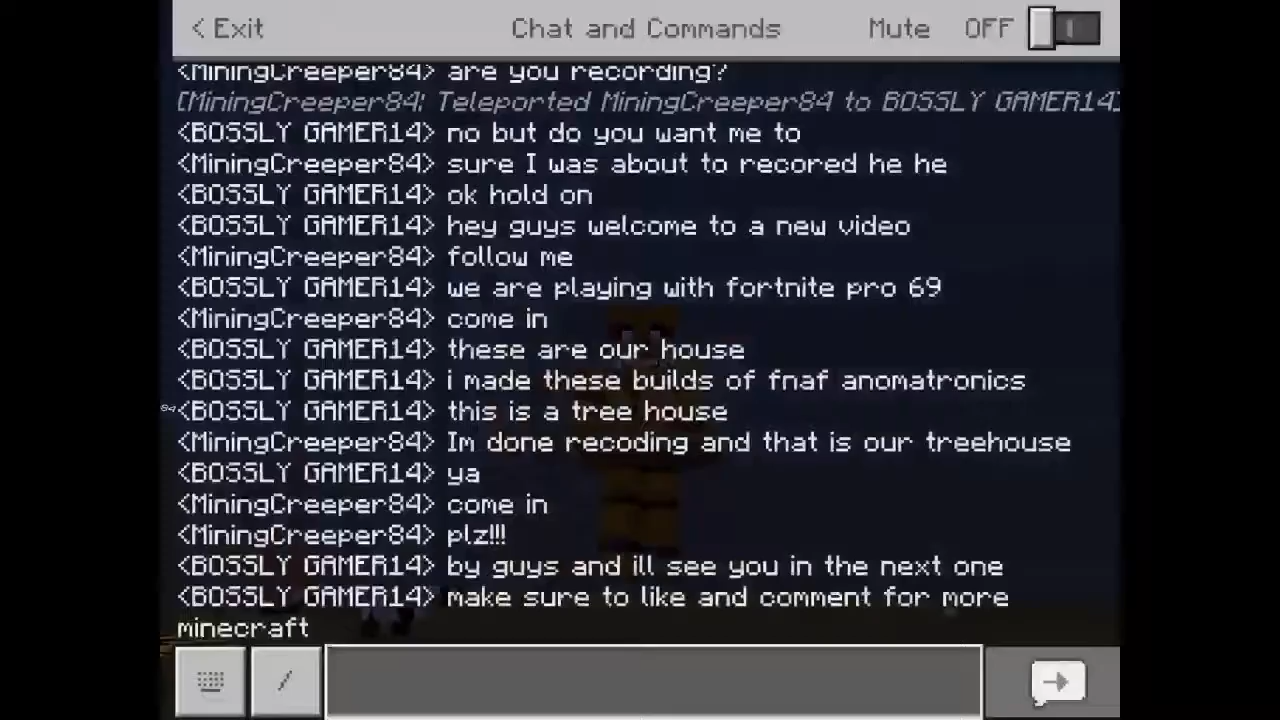 < Exit Chat and Commands Mute OFF
<MiningCreeper84> are you recording?
[MiningCreeper84: Teleported MiningCreeper84 to BOSSLY GAMER14]
<BOSSLY GAMER14> no but do you want me to
<MiningCreeper84> sure I was about to recored he he
<BOSSLY GAMER14> ok hold on
<BOSSLY GAMER14> hey guys welcome to a new video
<MiningCreeper84> follow me
<BOSSLY GAMER14> we are playing with fortnite pro 69
<MiningCreeper84> come in
<BOSSLY GAMER14> these are our house
<BOSSLY GAMER14> i made these builds of fnaf anomatronics
84
<BOSSLY GAMER14> this is a tree house
<MiningCreeper84> Im done recoding and that is our treehouse
<BOSSLY GAMER14> ya
<MiningCreeper84> come in
<MiningCreeper84> plz!!!
<BOSSLY GAMER14> by guys and ill see you in the next one
<BOSSLY GAMER14> make sure to like and comment for more
minecraft
/